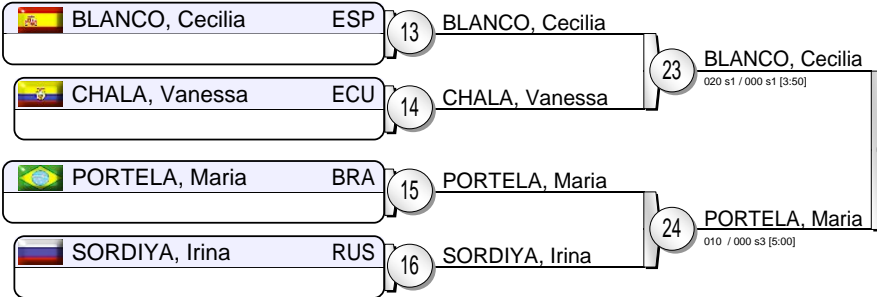 BLANCO, Cecilia ESP
13
BLANCO, Cecilia
CHALA, Vanessa ECU
14
CHALA, Vanessa
23
BLANCO, Cecilia
020 s1 / 000 s1 [3:50]
PORTELA, Maria BRA
15
PORTELA, Maria
SORDIYA, Irina RUS
16
SORDIYA, Irina
24
PORTELA, Maria
010 / 000 s3 [5:00]